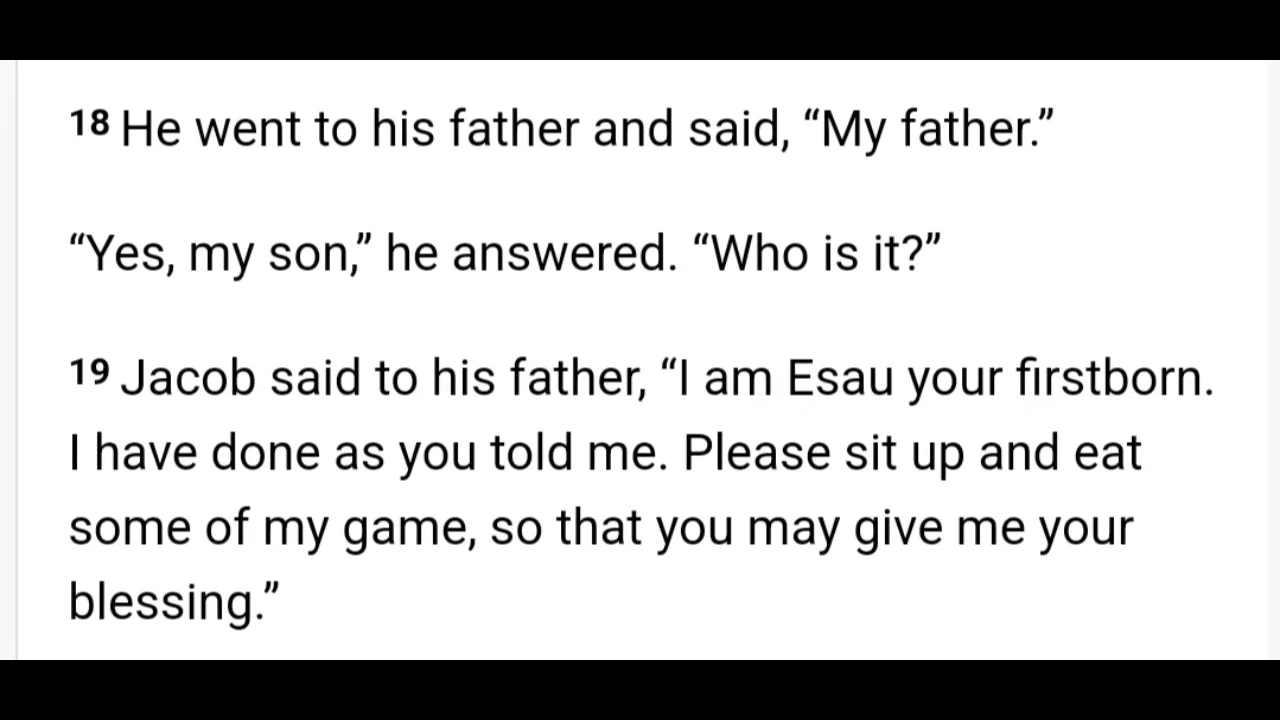 18 He went to his father and said, “My father.”
“Yes, my son,” he answered. “Who is it?”
19 Jacob said to his father, “I am Esau your firstborn.
I have done as you told me. Please sit up and eat
some of my game, so that you may give me your
blessing.”